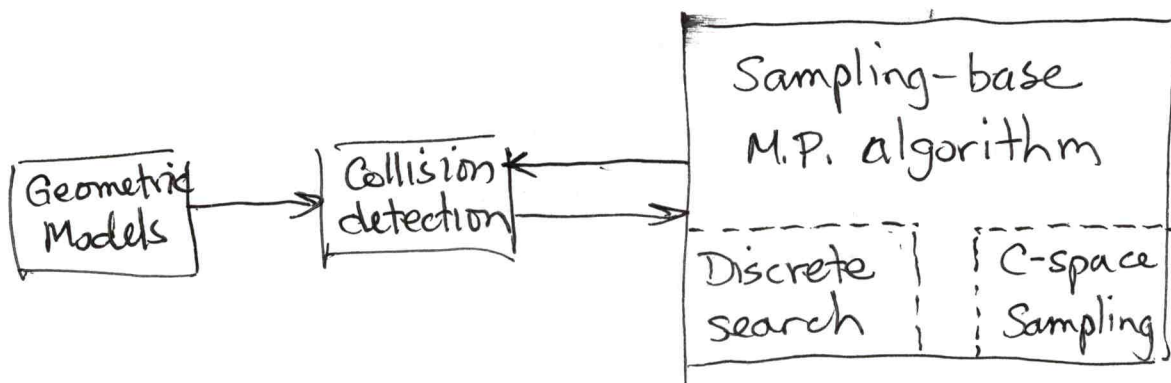 Geometric
Models
Collision
detection
Sampling-base
M.P. algorithm
Discrete
search
C-space
Sampling